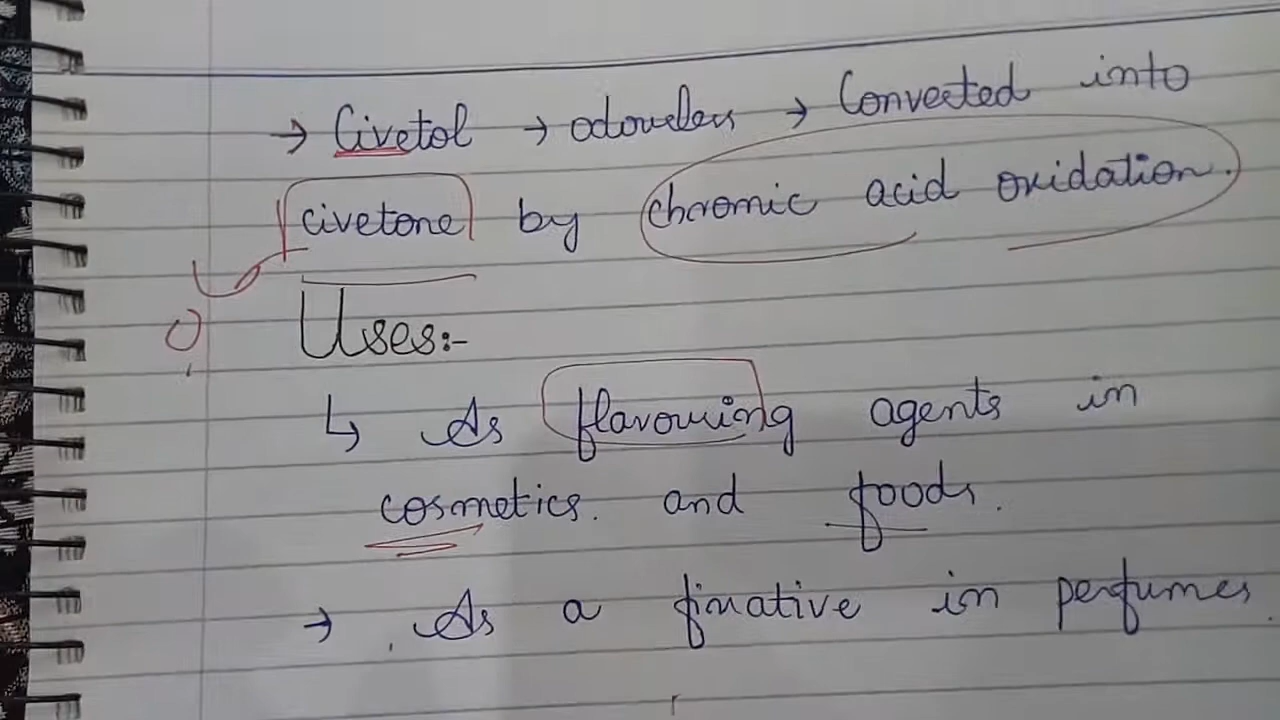 → Civetol → odourless → Converted into
civetone by chromic acid oxidation.
Uses:-
↳ As flavouring agents in
cosmetics. and foods.
→ As a fixative in perfumes